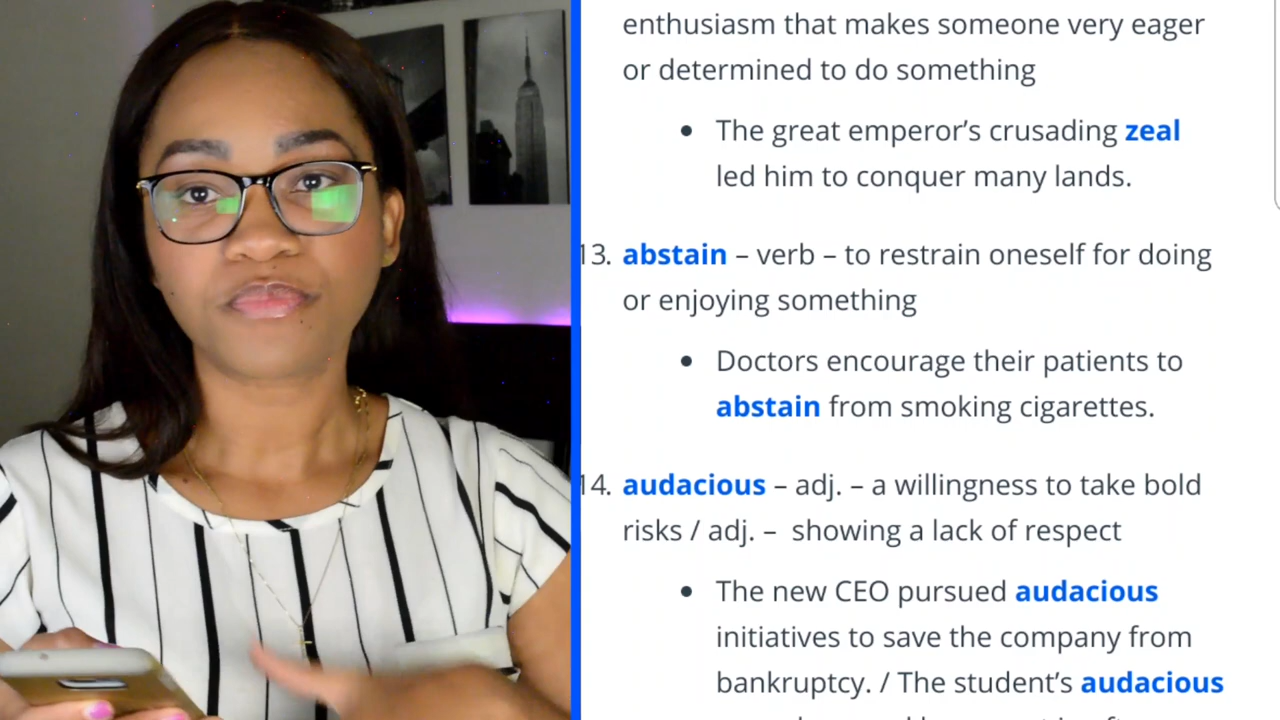 enthusiasm that makes someone very eager
or determined to do something
• The great emperor’s crusading zeal
led him to conquer many lands.
13. abstain – verb – to restrain oneself for doing
or enjoying something
• Doctors encourage their patients to
abstain from smoking cigarettes.
14. audacious – adj. – a willingness to take bold
risks / adj. – showing a lack of respect
• The new CEO pursued audacious
initiatives to save the company from
bankruptcy. / The student’s audacious